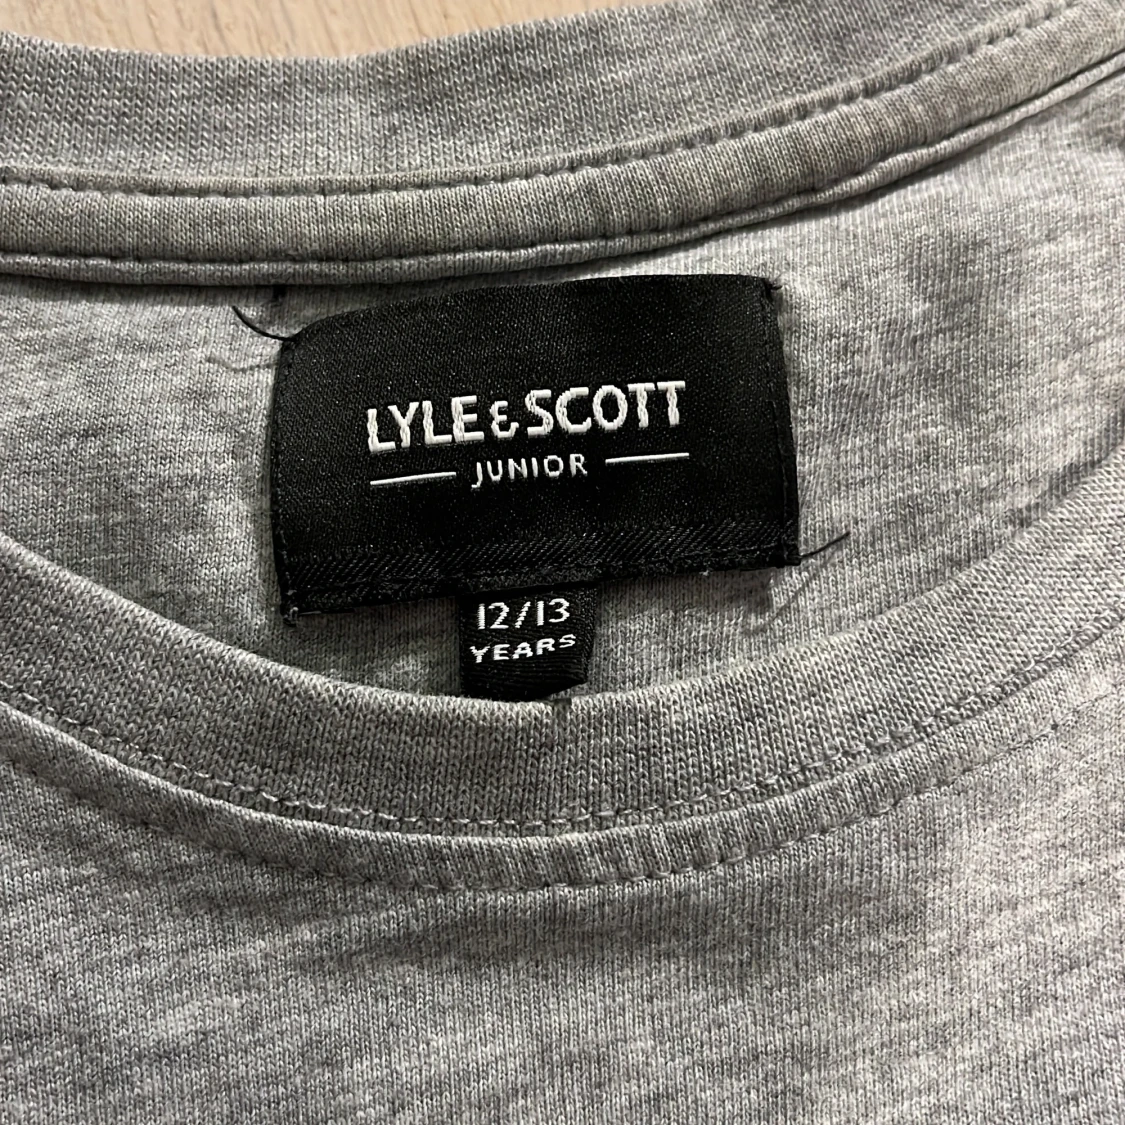 LYLE & SCOTT
JUNIOR
12/13
YEARS